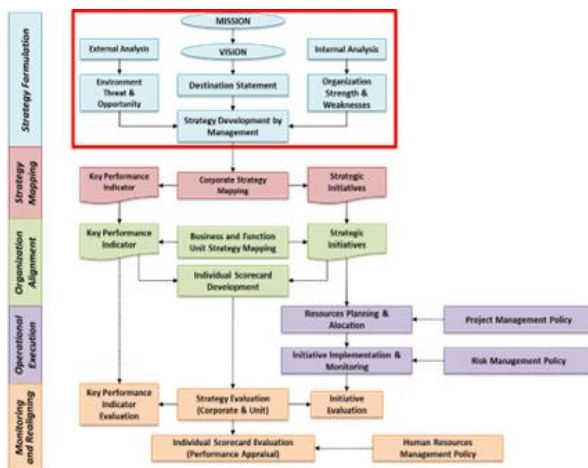 Strategy Formulation
MISSION
External Analysis
VISION
Internal Analysis
Environment
Threat &
Opportunity
Destination Statement
Organization
Strength &
Weaknesses
Strategy Development by
Management
Strategy
Mapping
Key Performance
Indicator
Corporate Strategy
Mapping
Strategic
Initiatives
Organization
Alignment
Key Performance
Indicator
Business and Function
Unit Strategy Mapping
Strategic
Initiatives
Individual Scorecard
Development
Operational
Execution
Resources Planning &
Alocation
Project Management Policy
Initiative Implementation &
Monitoring
Risk Management Policy
Monitoring
and Realigning
Key Performance
Indicator
Evaluation
Strategy Evaluation
(Corporate & Unit)
Initiative
Evaluation
Individual Scorecard Evaluation
(Performance Appraisal)
Human Resources
Management Policy